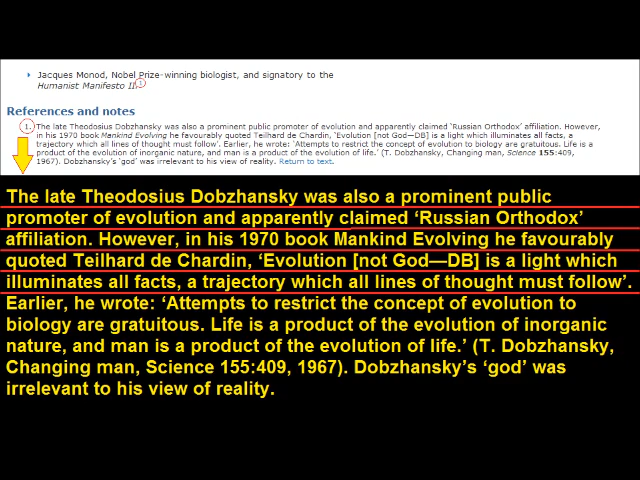 Jacques Monod, Nobel Prize-winning biologist, and signatory to the
Humanist Manifesto II.1
References and notes
1. The late Theodosius Dobzhansky was also a prominent public promoter of evolution and apparently claimed ‘Russian Orthodox’ affiliation. However,
in his 1970 book Mankind Evolving he favourably quoted Teilhard de Chardin, ‘Evolution [not God—DB] is a light which illuminates all facts, a
trajectory which all lines of thought must follow’. Earlier, he wrote: ‘Attempts to restrict the concept of evolution to biology are gratuitous. Life is a
product of the evolution of inorganic nature, and man is a product of the evolution of life.’ (T. Dobzhansky, Changing man, Science 155:409,
1967). Dobzhansky’s ‘god’ was irrelevant to his view of reality. Return to text.
The late Theodosius Dobzhansky was also a prominent public
promoter of evolution and apparently claimed ‘Russian Orthodox’
affiliation. However, in his 1970 book Mankind Evolving he favourably
quoted Teilhard de Chardin, ‘Evolution [not God—DB] is a light which
illuminates all facts, a trajectory which all lines of thought must follow’.
Earlier, he wrote: ‘Attempts to restrict the concept of evolution to
biology are gratuitous. Life is a product of the evolution of inorganic
nature, and man is a product of the evolution of life.’ (T. Dobzhansky,
Changing man, Science 155:409, 1967). Dobzhansky’s ‘god’ was
irrelevant to his view of reality.